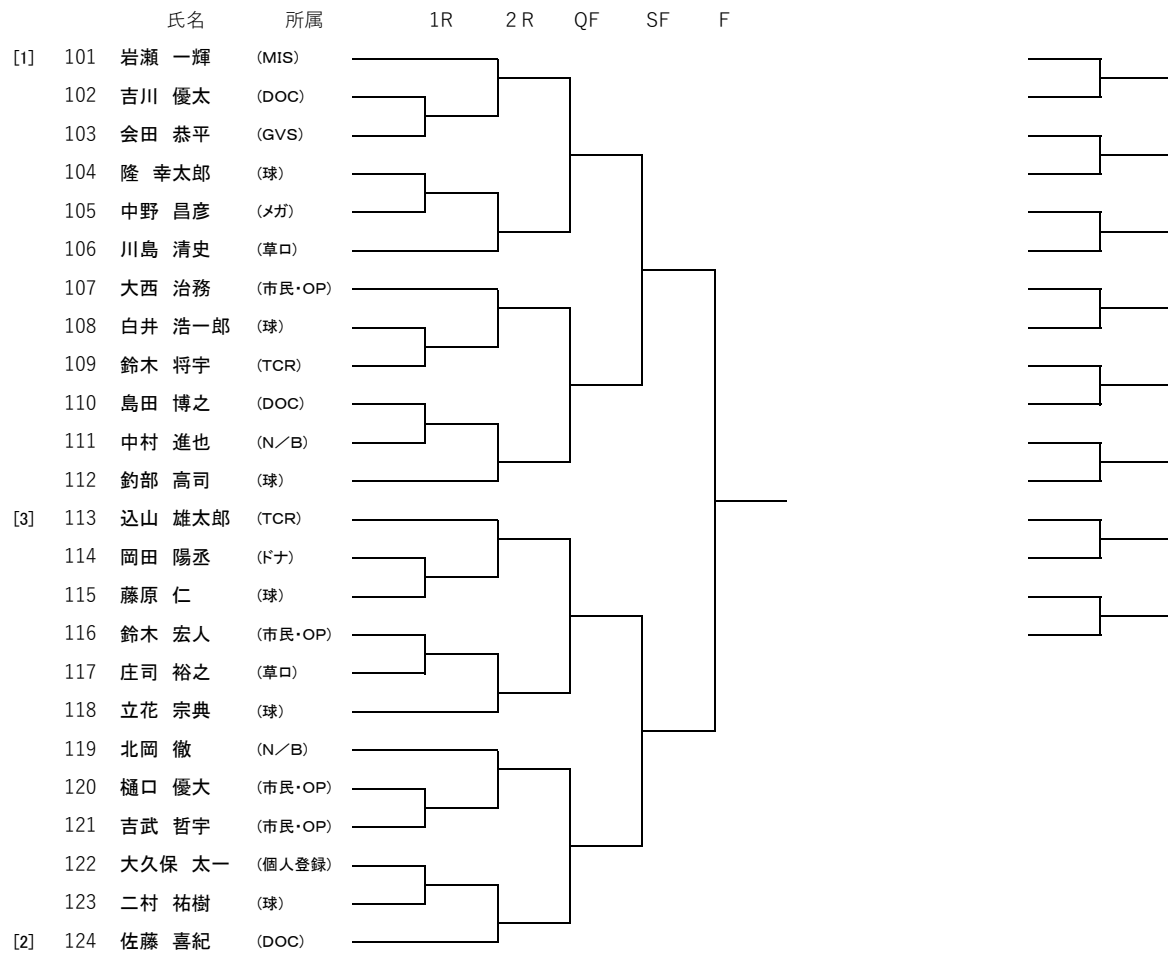 氏名 所属 1R 2R QF SF F
[1] 101 岩瀬 一輝 (MIS)
102 吉川 優太 (DOC)
103 会田 恭平 (GVS)
104 隆 幸太郎 (球)
105 中野 昌彦 (メガ)
106 川島 清史 (草ロ)
107 大西 治務 (市民・OP)
108 白井 浩一郎 (球)
109 鈴木 将宇 (TCR)
110 島田 博之 (DOC)
111 中村 進也 (N／B)
112 釣部 高司 (球)
[3] 113 込山 雄太郎 (TCR)
114 岡田 陽丞 (ドナ)
115 藤原 仁 (球)
116 鈴木 宏人 (市民・OP)
117 庄司 裕之 (草ロ)
118 立花 宗典 (球)
119 北岡 徹 (N／B)
120 樋口 優大 (市民・OP)
121 吉武 哲宇 (市民・OP)
122 大久保 太一 (個人登録)
123 二村 祐樹 (球)
[2] 124 佐藤 喜紀 (DOC)